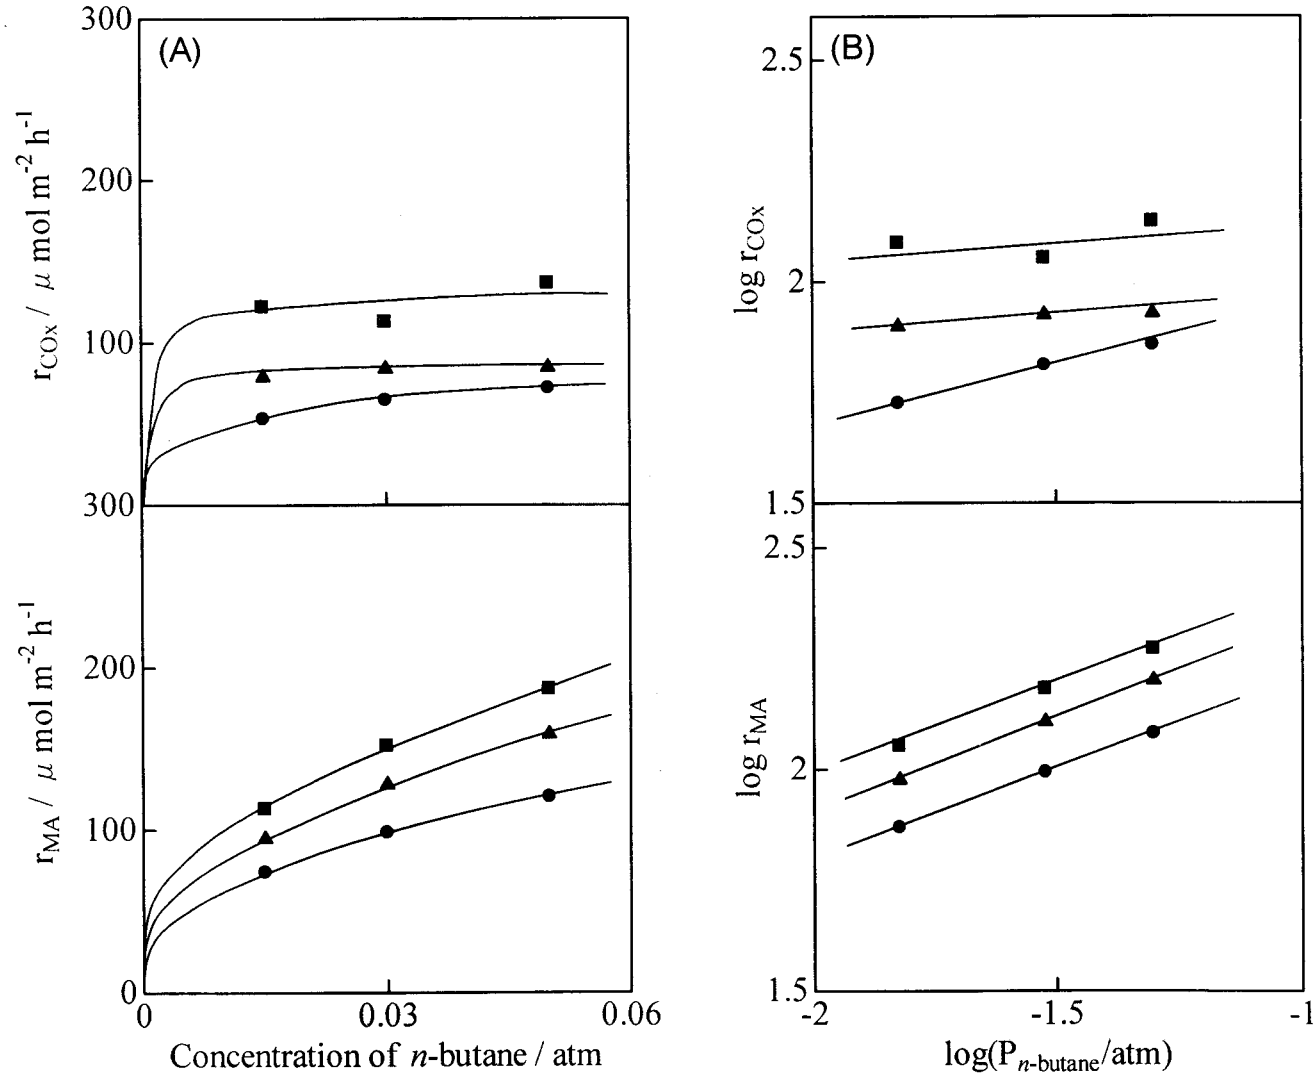 (A)
300
200
100
300
200
100
0
0
0.03
0.06
r_COx / μ mol m⁻² h⁻¹
r_MA / μ mol m⁻² h⁻¹
Concentration of n-butane / atm
(B)
2.5
2
1.5
2.5
2
1.5
-2
-1.5
-1
log r_COx
log r_MA
log(P_n-butane/atm)